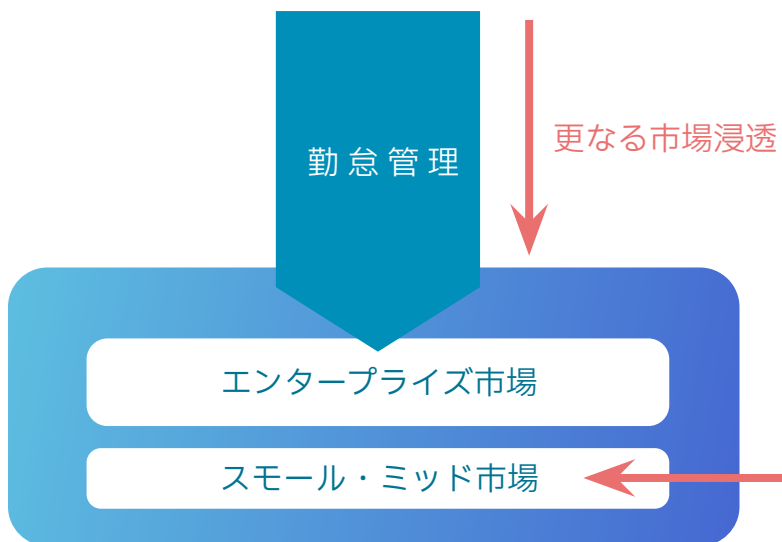 勤怠管理
更なる市場浸透
エンタープライズ市場
スモール・ミッド市場